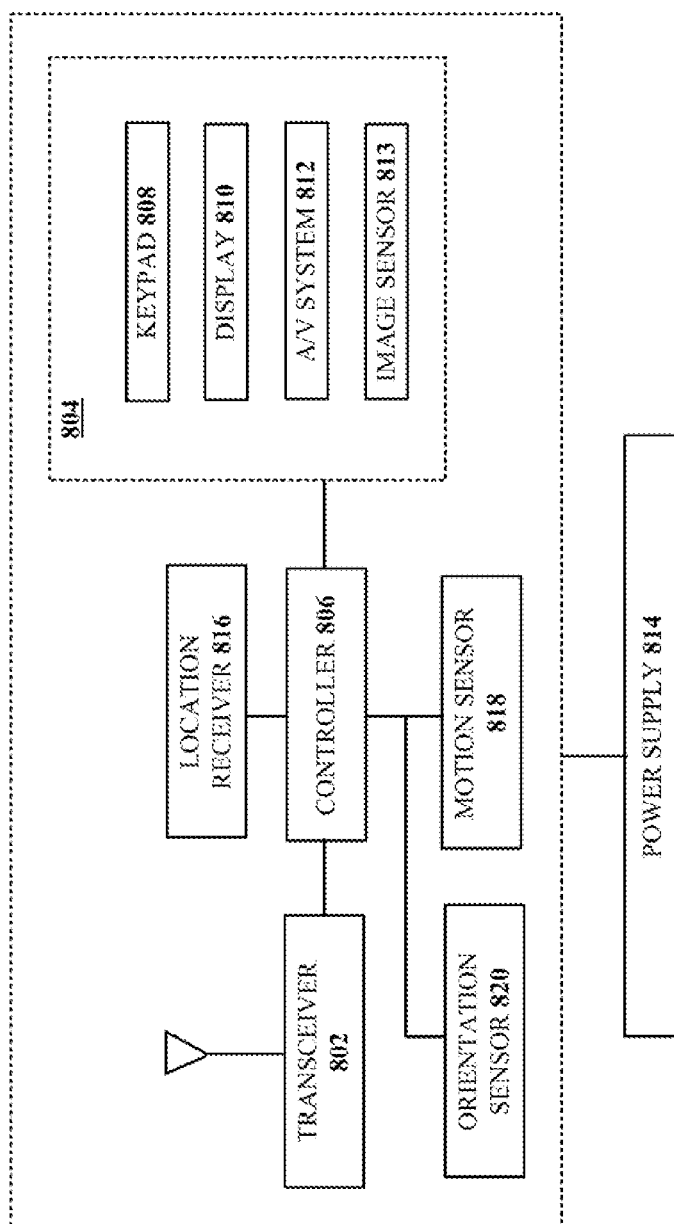 804
KEYPAD 808
DISPLAY 810
A/V SYSTEM 812
IMAGE SENSOR 813
LOCATION
RECEIVER 816
CONTROLLER 806
MOTION SENSOR
818
TRANSCEIVER
802
ORIENTATION
SENSOR 820
POWER SUPPLY 814